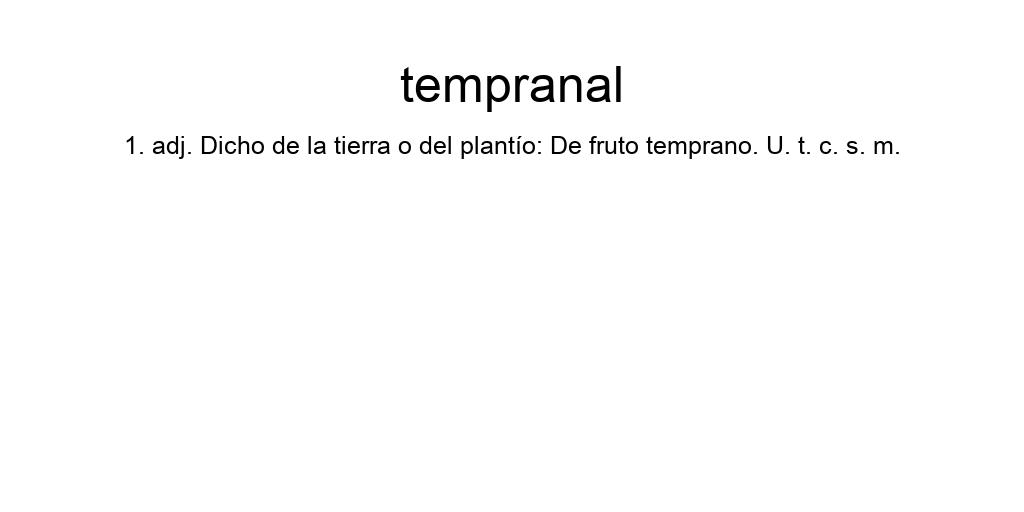 tempranal
1. adj. Dicho de la tierra o del plantío: De fruto temprano. U. t. c. s. m.